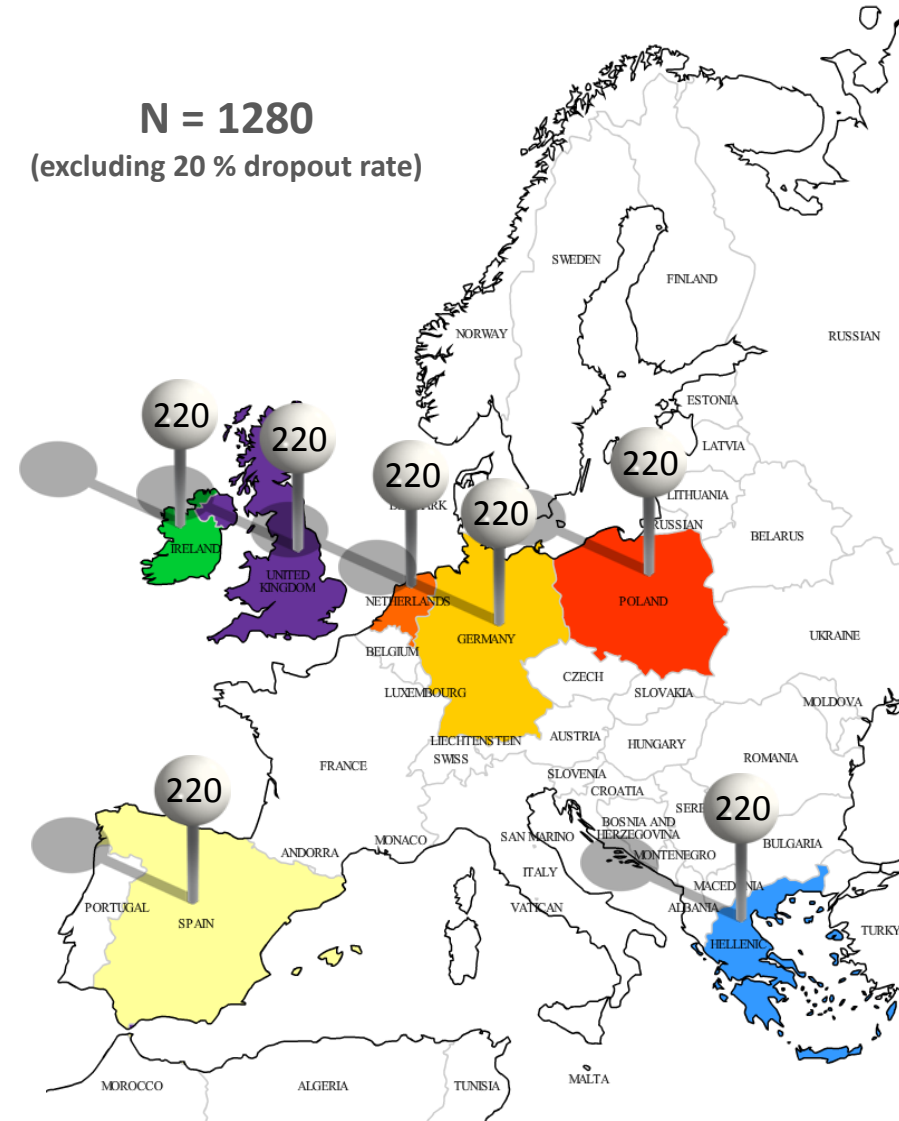 N = 1280
(excluding 20 % dropout rate)
SWEDEN
FINLAND
NORWAY
RUSSIAN
ESTONIA
220
220
LATVIA
220
220
LITHUANIA
220
RUSSIAN
BELARUS
IRELAND
UNITED
KINGDOM
NETHERLANDS
POLAND
GERMANY
UKRAINE
BELGIUM
CZECH
LUXEMBOURG
SLOVAKIA
MOLDOVA
LIECHTENSTEIN
AUSTRIA
HUNGARY
SWISS
ROMANIA
FRANCE
SLOVENIA
CROATIA
220
220
BOSNIA AND
HERZEGOVINA
SAN MARINO
MONACO
BULGARIA
ANDORRA
MONTENEGRO
ITALY
MACEDONIA
PORTUGAL
VATICAN
ALBANIA
SPAIN
TURKY
HELLENIC
MOROCCO
ALGERIA
TUNISIA
MALTA